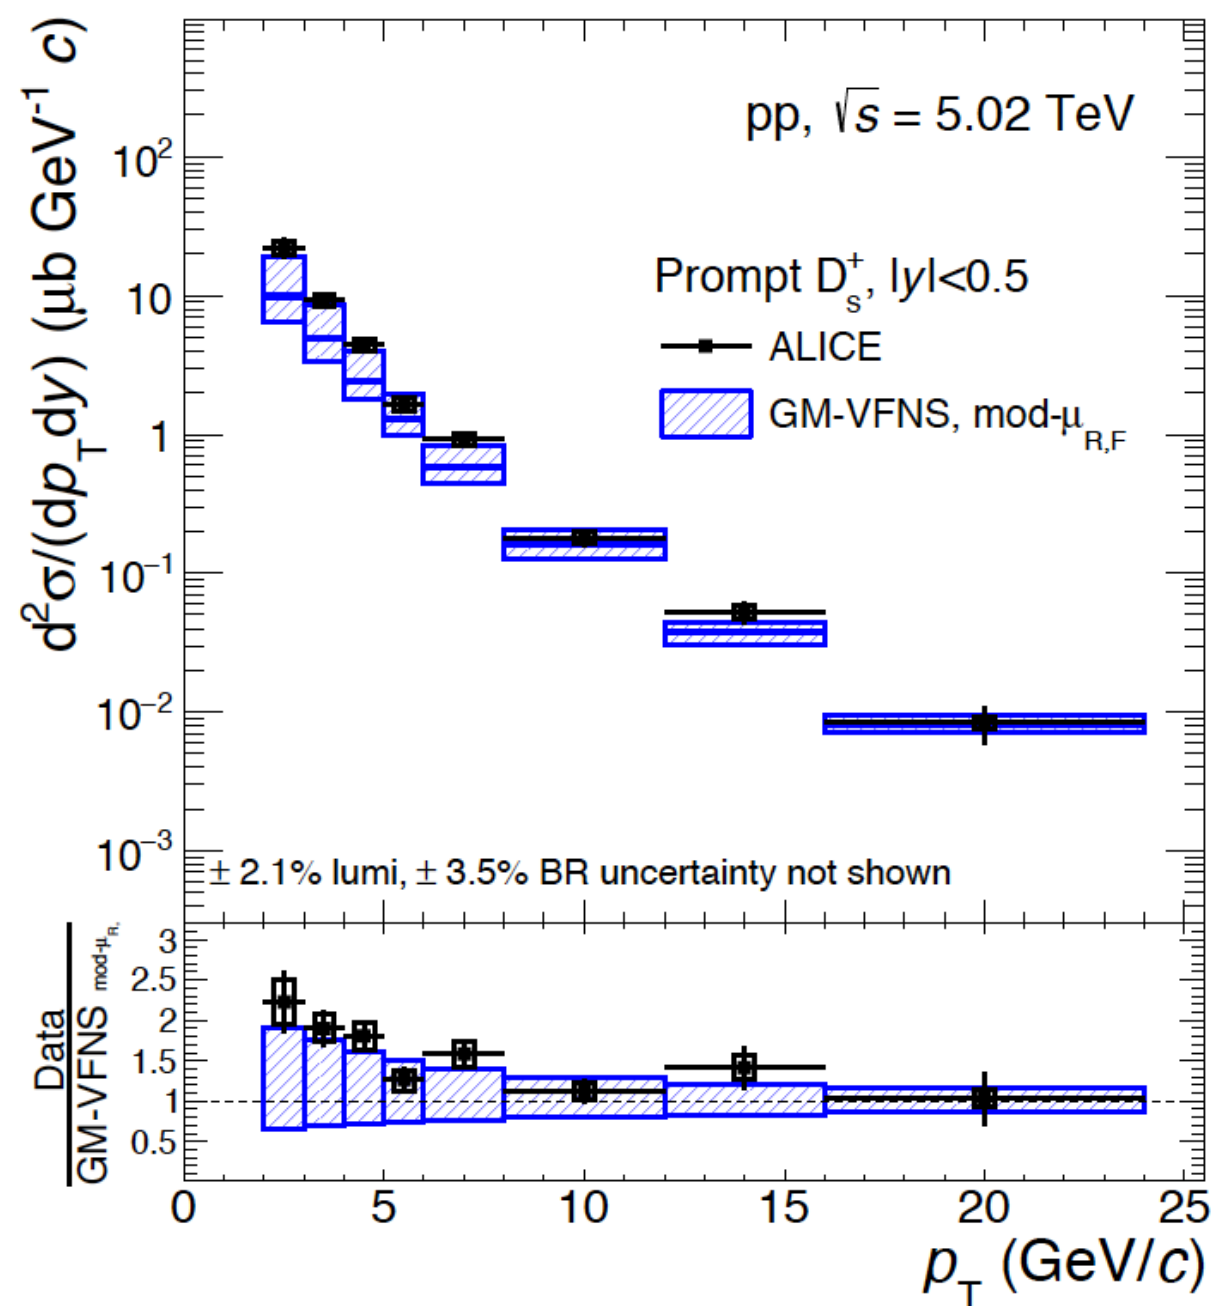 d²σ/(dp_T dy) (μb GeV⁻¹ c)
10²
10
1
10⁻¹
10⁻²
10⁻³
pp, √s = 5.02 TeV
Prompt D_s⁺, |y|<0.5
ALICE
GM-VFNS, mod-μ_R,F
± 2.1% lumi, ± 3.5% BR uncertainty not shown
Data
GM-VFNS mod-μ_R,
3
2.5
2
1.5
1
0.5
0 5 10 15 20 25
p_T (GeV/c)